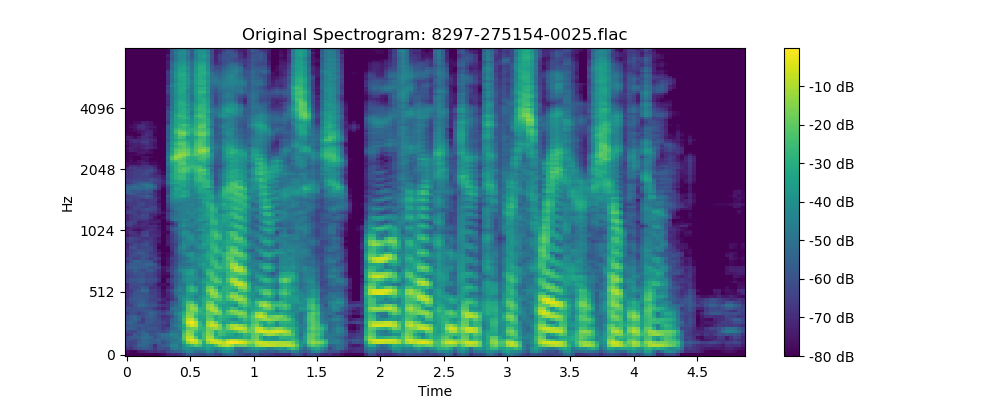 Original Spectrogram: 8297-275154-0025.flac
Hz
4096
2048
1024
512
0
0 0.5 1 1.5 2 2.5 3 3.5 4 4.5
Time
-10 dB
-20 dB
-30 dB
-40 dB
-50 dB
-60 dB
-70 dB
-80 dB